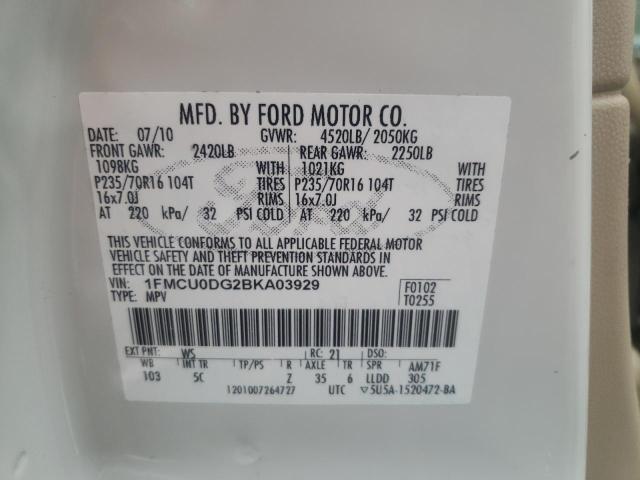 MFD. BY FORD MOTOR CO.
DATE: 07/10 GVWR: 4520LB/ 2050KG
FRONT GAWR: 2420LB REAR GAWR: 2250LB
1098KG WITH 1021KG WITH
P235/70R16 104T TIRES P235/70R16 104T TIRES
16x7.0J RIMS 16x7.0J RIMS
AT 220 kPa/ 32 PSI COLD AT 220 kPa/ 32 PSI COLD
THIS VEHICLE CONFORMS TO ALL APPLICABLE FEDERAL MOTOR
VEHICLE SAFETY AND THEFT PREVENTION STANDARDS IN
EFFECT ON THE DATE OF MANUFACTURE SHOWN ABOVE.
VIN: 1FMCU0DG2BKA03929 F0102
TYPE: MPV T0255
EXT PNT: WS RC: 21 DSO:
WB INT TR TP/PS R AXLE TR SPR AM71F
103 5C Z 35 6 LLDD 305
1201007264727 UTC ▽5U5A-1520472-BA